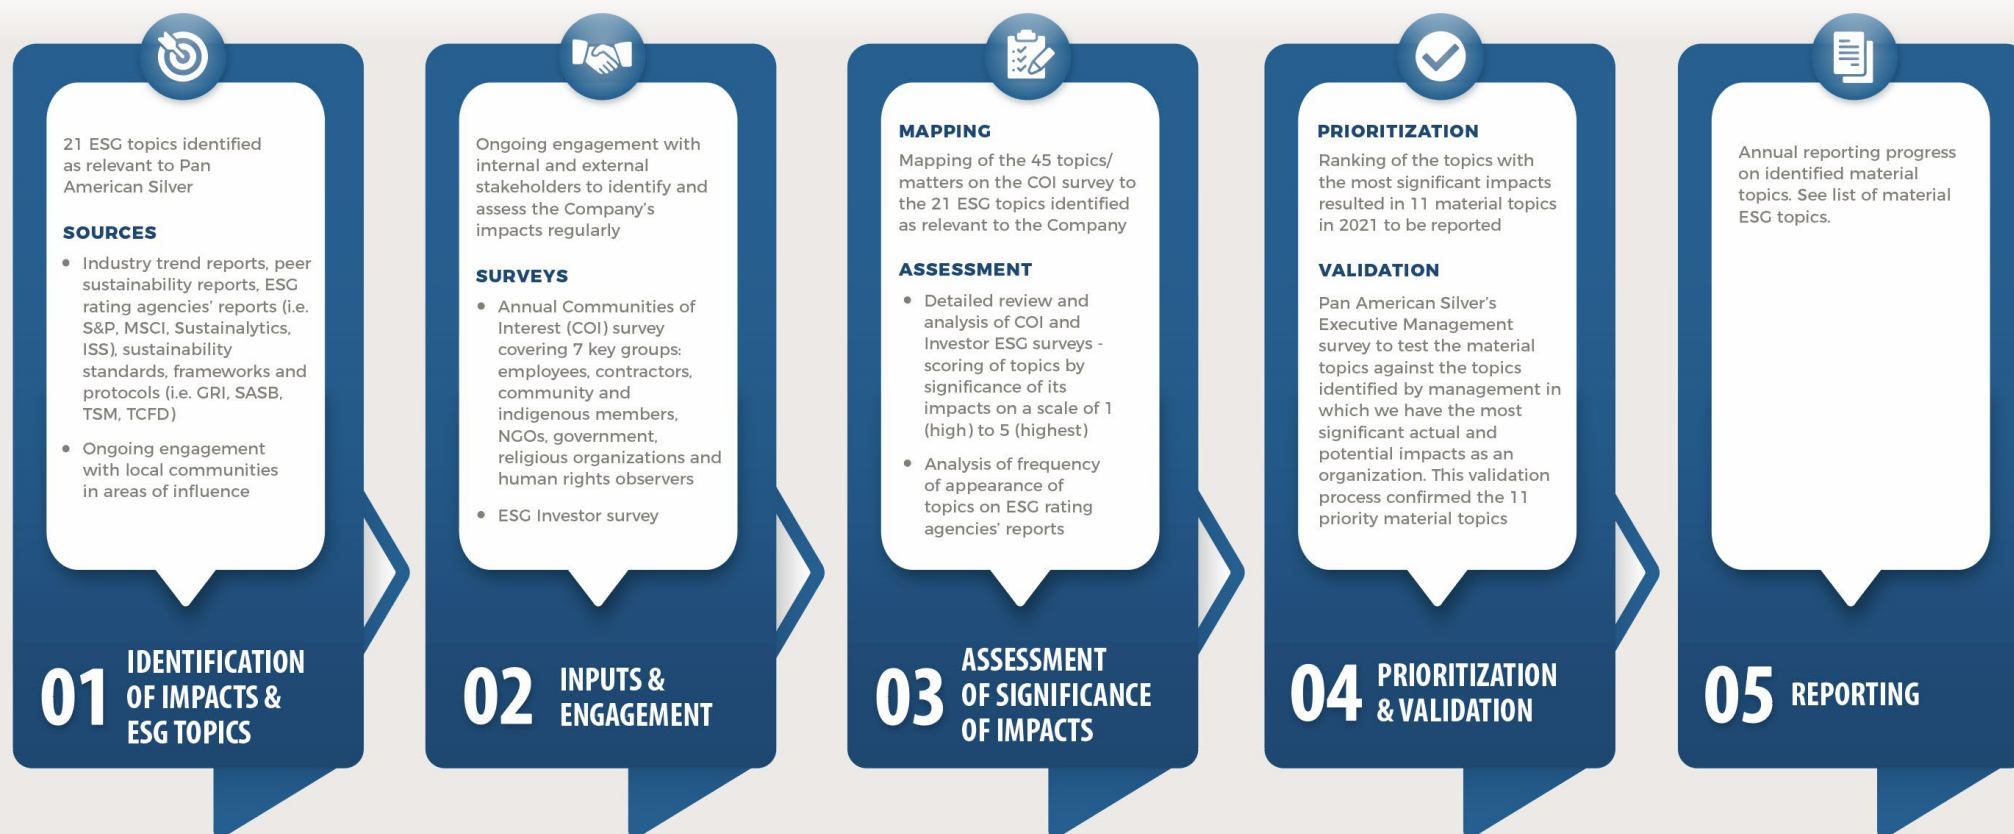 21 ESG topics identified
as relevant to Pan
American Silver
SOURCES
• Industry trend reports, peer
sustainability reports, ESG
rating agencies' reports (i.e.
S&P, MSCI, Sustainalytics,
ISS), sustainability
standards, frameworks and
protocols (i.e. GRI, SASB,
TSM, TCFD)
• Ongoing engagement
with local communities
in areas of influence
01 IDENTIFICATION
OF IMPACTS &
ESG TOPICS
Ongoing engagement with
internal and external
stakeholders to identify and
assess the Company's
impacts regularly
SURVEYS
• Annual Communities of
Interest (COI) survey
covering 7 key groups:
employees, contractors,
community and
indigenous members,
NGOs, government,
religious organizations and
human rights observers
• ESG Investor survey
02 INPUTS &
ENGAGEMENT
MAPPING
Mapping of the 45 topics/
matters on the COI survey to
the 21 ESG topics identified
as relevant to the Company
ASSESSMENT
• Detailed review and
analysis of COI and
Investor ESG surveys -
scoring of topics by
significance of its
impacts on a scale of 1
(high) to 5 (highest)
• Analysis of frequency
of appearance of
topics on ESG rating
agencies' reports
03 ASSESSMENT
OF SIGNIFICANCE
OF IMPACTS
PRIORITIZATION
Ranking of the topics with
the most significant impacts
resulted in 11 material topics
in 2021 to be reported
VALIDATION
Pan American Silver's
Executive Management
survey to test the material
topics against the topics
identified by management in
which we have the most
significant actual and
potential impacts as an
organization. This validation
process confirmed the 11
priority material topics
04 PRIORITIZATION
& VALIDATION
Annual reporting progress
on identified material
topics. See list of material
ESG topics.
05 REPORTING